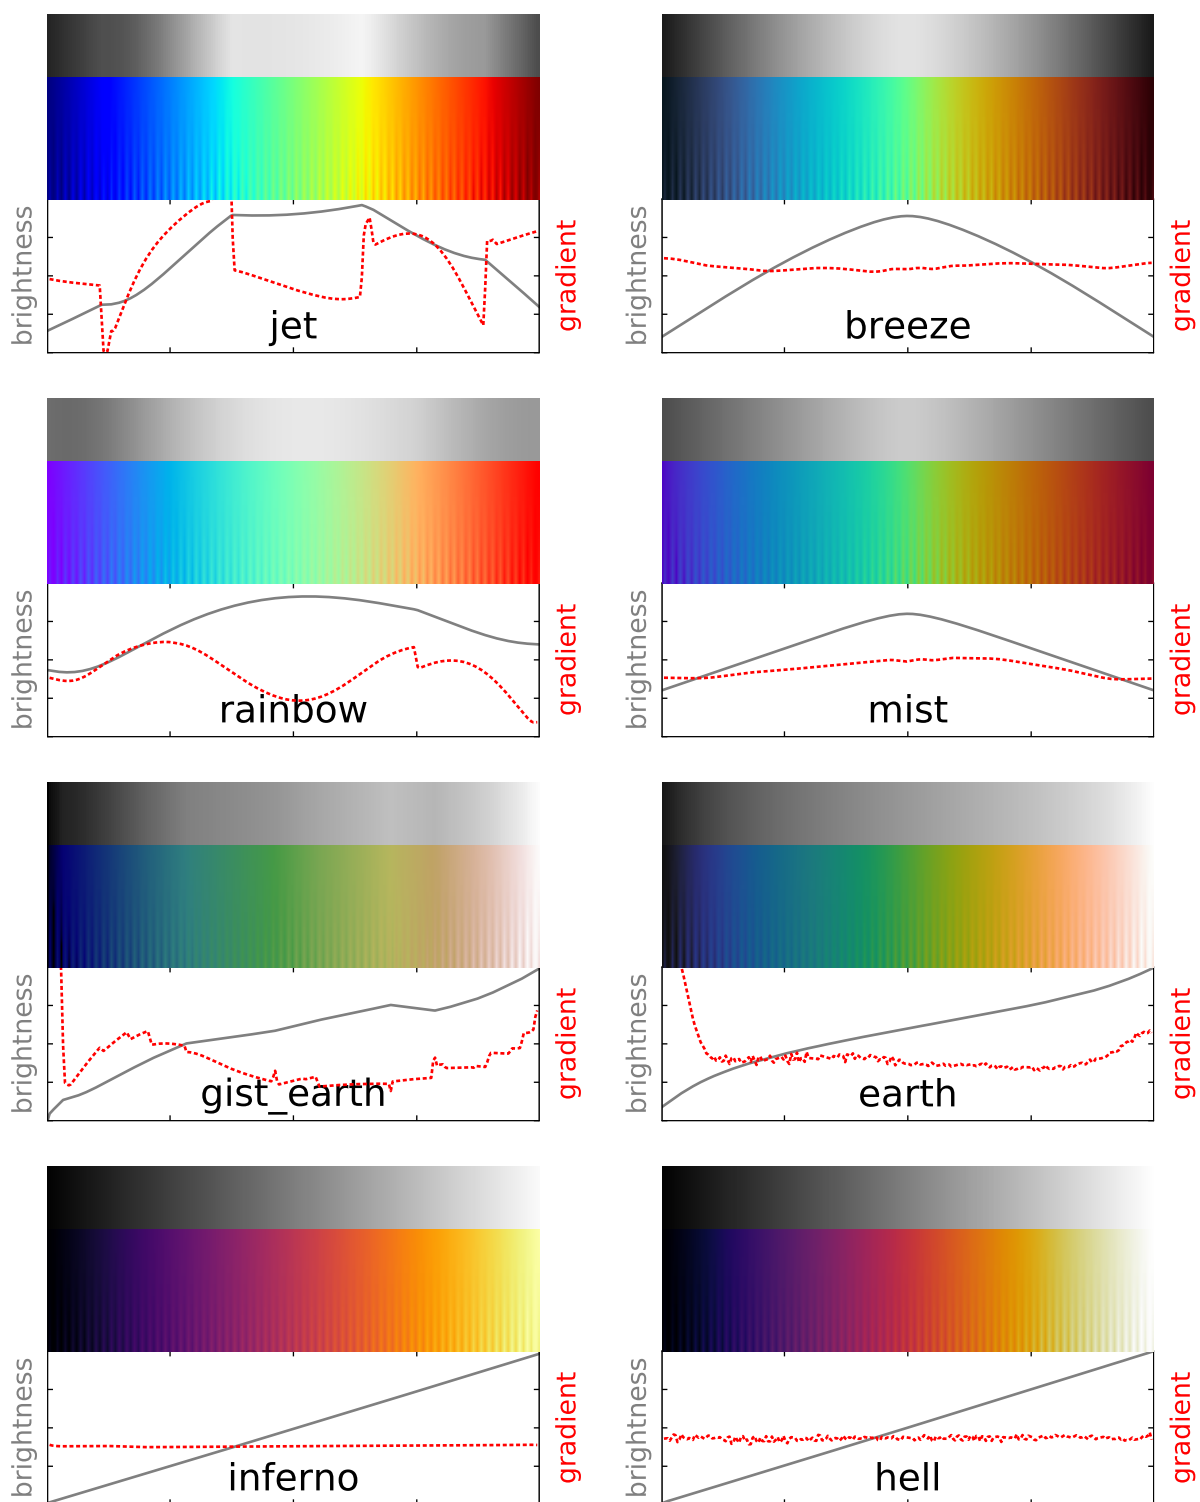 brightness
jet
gradient
brightness
breeze
gradient
brightness
rainbow
gradient
brightness
mist
gradient
brightness
gist_earth
gradient
brightness
earth
gradient
brightness
inferno
gradient
brightness
hell
gradient